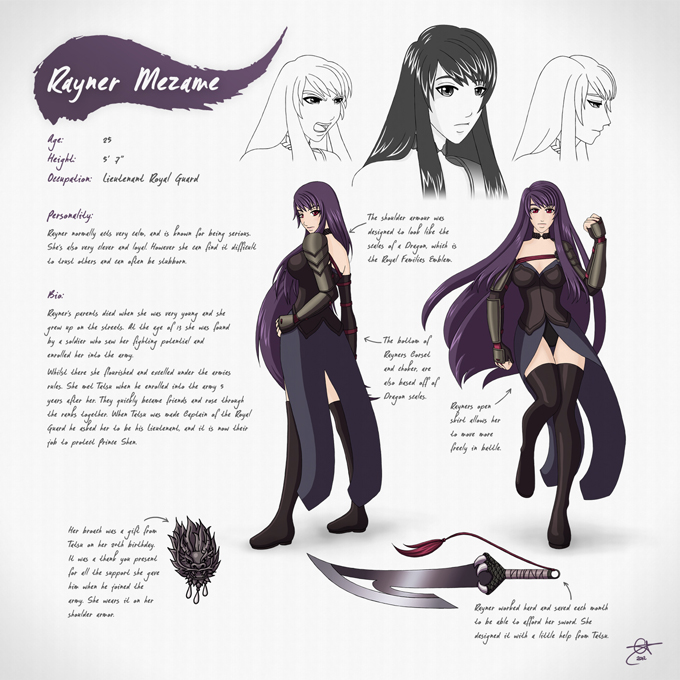 Rayner Mezame
Age: 25
Height: 5' 7"
Occupation: Lieutenant Royal Guard
Personality:
Rayner normally acts very calm, and is known for being serious.
She's also very clever and loyal. However she can find it difficult
to trust others and can often be stubborn.
Bio:
Rayner's parents died when she was very young and she
grew up on the streets. At the age of 15 she was found
by a soldier who saw her fighting potential and
enrolled her into the army.
Whilst there she flourished and excelled under the armies
rules. She met Tetsu when he enrolled into the army
years after her. They quickly became friends and rose through
the ranks together. When Tetsu was made Captain of the Royal
Guard he asked her to be his Lieutenant, and it is now their
job to protect Prince Shen.
The shoulder armour was
designed to look like the
scales of a Dragon, which is
the Royal Families Emblem.
The bottom of
Rayners Corset
and choker, are
also based off of
Dragon scales.
Rayners open
skirt allows her
to move more
freely in battle.
Her broach was a gift from
Tetsu on her 20th birthday.
It was a thank you present
for all the support she gave
him when he joined the
army. She wears it on her
shoulder armor.
Rayner worked hard and saved each month
to be able to afford her sword. She
designed it with a little help from Tetsu.